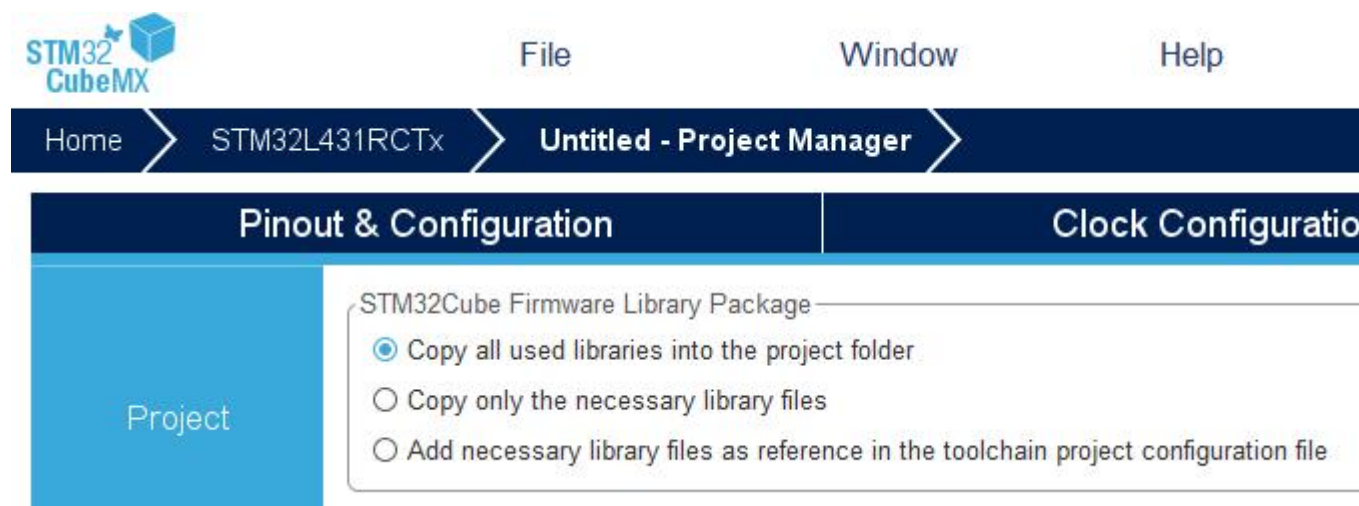 STM32
CubeMX
File Window Help
Home STM32L431RCTx Untitled - Project Manager
Pinout & Configuration Clock Configuratio
STM32Cube Firmware Library Package
Copy all used libraries into the project folder
Copy only the necessary library files
Project
Add necessary library files as reference in the toolchain project configuration file